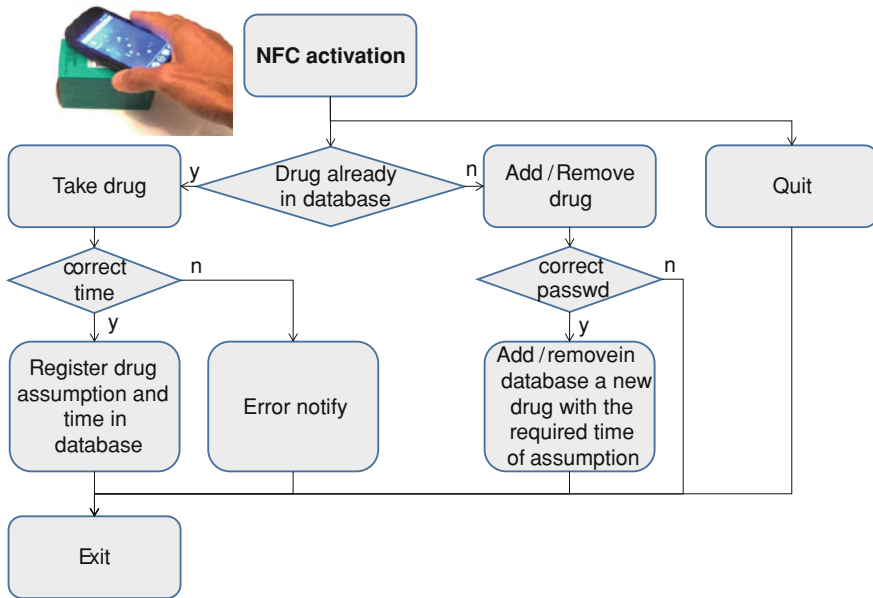 NFC activation
y
n
Take drug
Drug already
in database
Add / Remove
drug
Quit
correct
time
n
correct
passwd
n
y
y
Register drug
assumption and
time in
database
Error notify
Add / removein
database a new
drug with the
required time
of assumption
Exit